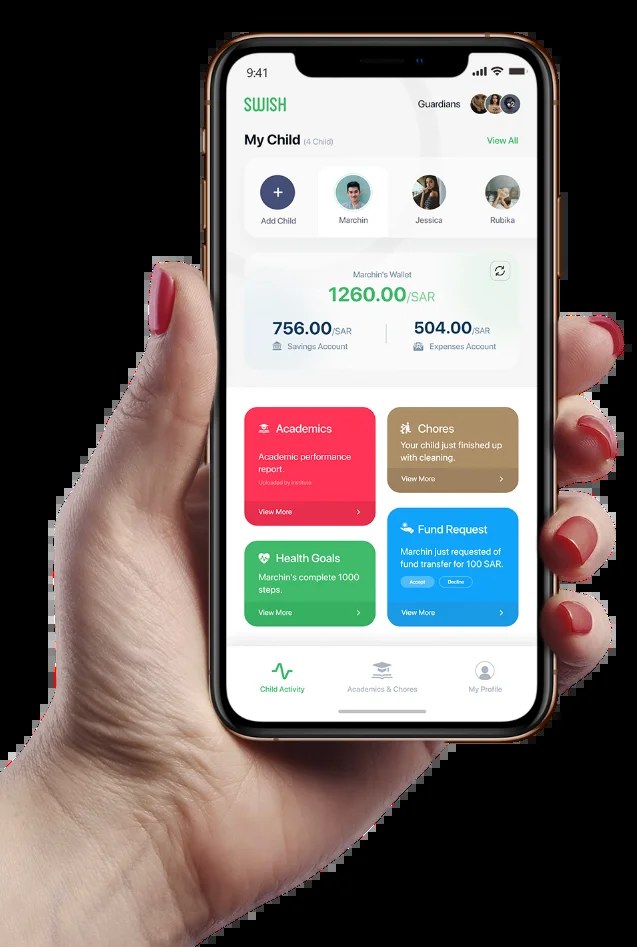 9:41
SWISH
Guardians
+2
My Child (4 Child)
View All
Add Child
Marchin
Jessica
Rubika
Marchin's Wallet
1260.00/SAR
756.00/SAR
504.00/SAR
Savings Account
Expenses Account
Academics
Academic performance
report.
Uploaded by
View More
Chores
Your child just finished up
with cleaning.
View More
Health Goals
Marchin's complete 1000
steps.
View More
Fund Request
Marchin just requested of
fund transfer for 100 SAR.
Accept
Decline
View More
Child Activity
Academics & Chores
My Profile